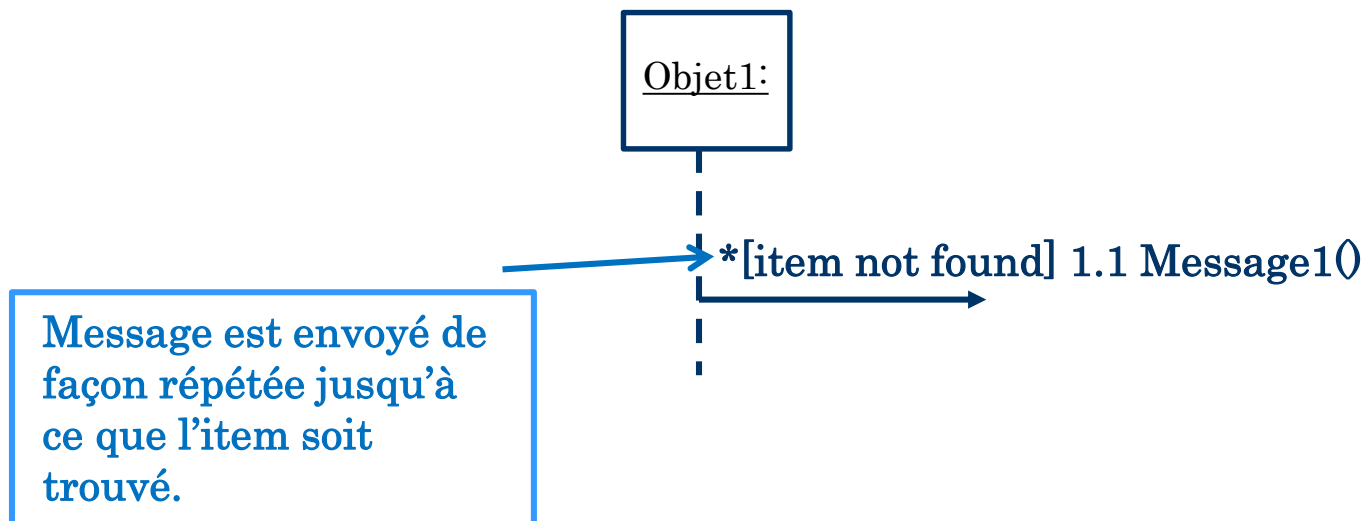 Objet1:
*[item not found] 1.1 Message1()
Message est envoyé de
façon répétée jusqu’à
ce que l’item soit
trouvé.